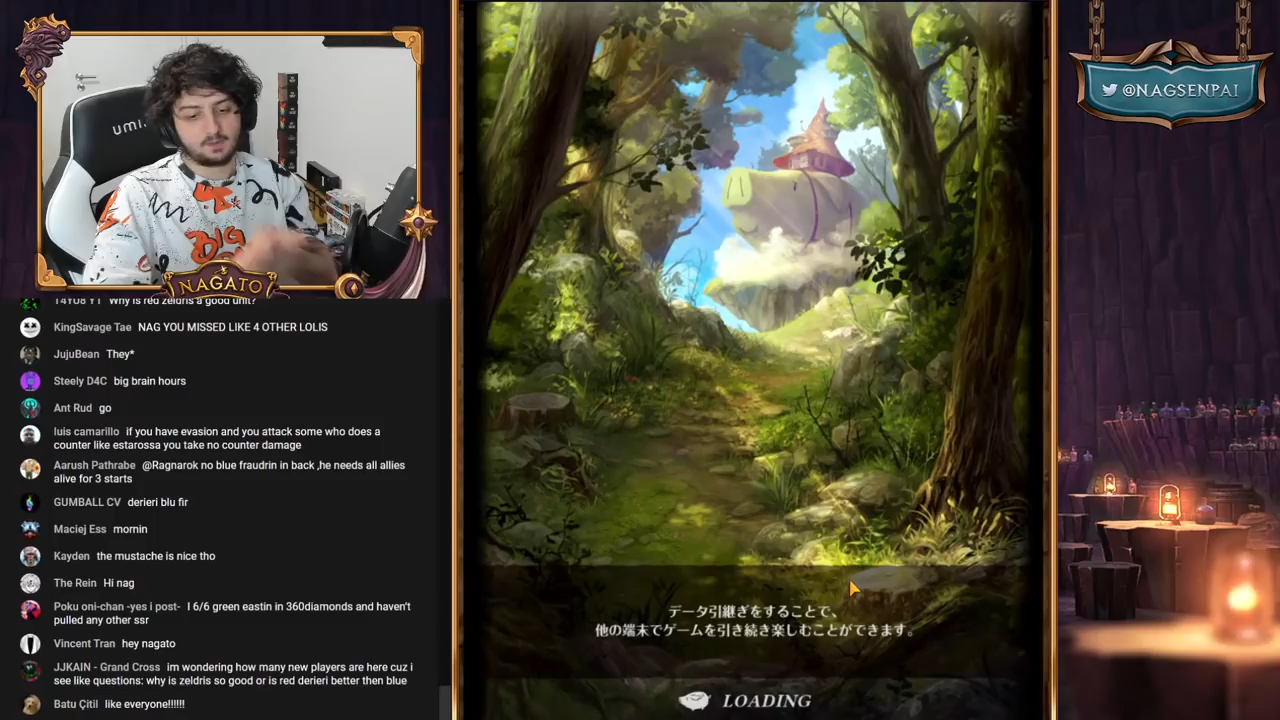 umi
BIG
NAGATO
@NAGSENPAI
T4YO8 YT Why is red zeldris a good unit?
KingSavage Tae NAG YOU MISSED LIKE 4 OTHER LOLIS
JujuBean They*
Steely D4C big brain hours
Ant Rud go
luis camarillo if you have evasion and you attack some who does a
counter like estarossa you take no counter damage
Aarush Pathrabe @Ragnarok no blue fraudrin in back ,he needs all allies
alive for 3 starts
GUMBALL CV derieri blu fir
Maciej Ess mornin
Kayden the mustache is nice tho
The Rein Hi nag
Poku oni-chan -yes i post- I 6/6 green eastin in 360diamonds and haven't
pulled any other ssr
Vincent Tran hey nagato
JJKAIN - Grand Cross im wondering how many new players are here cuz i
see like questions: why is zeldris so good or is red derieri better then blue
Batu Çitil like everyone!!!!!!
データ引継ぎをすることで、
他の端末でゲームを引き続き楽しむことができます。
LOADING